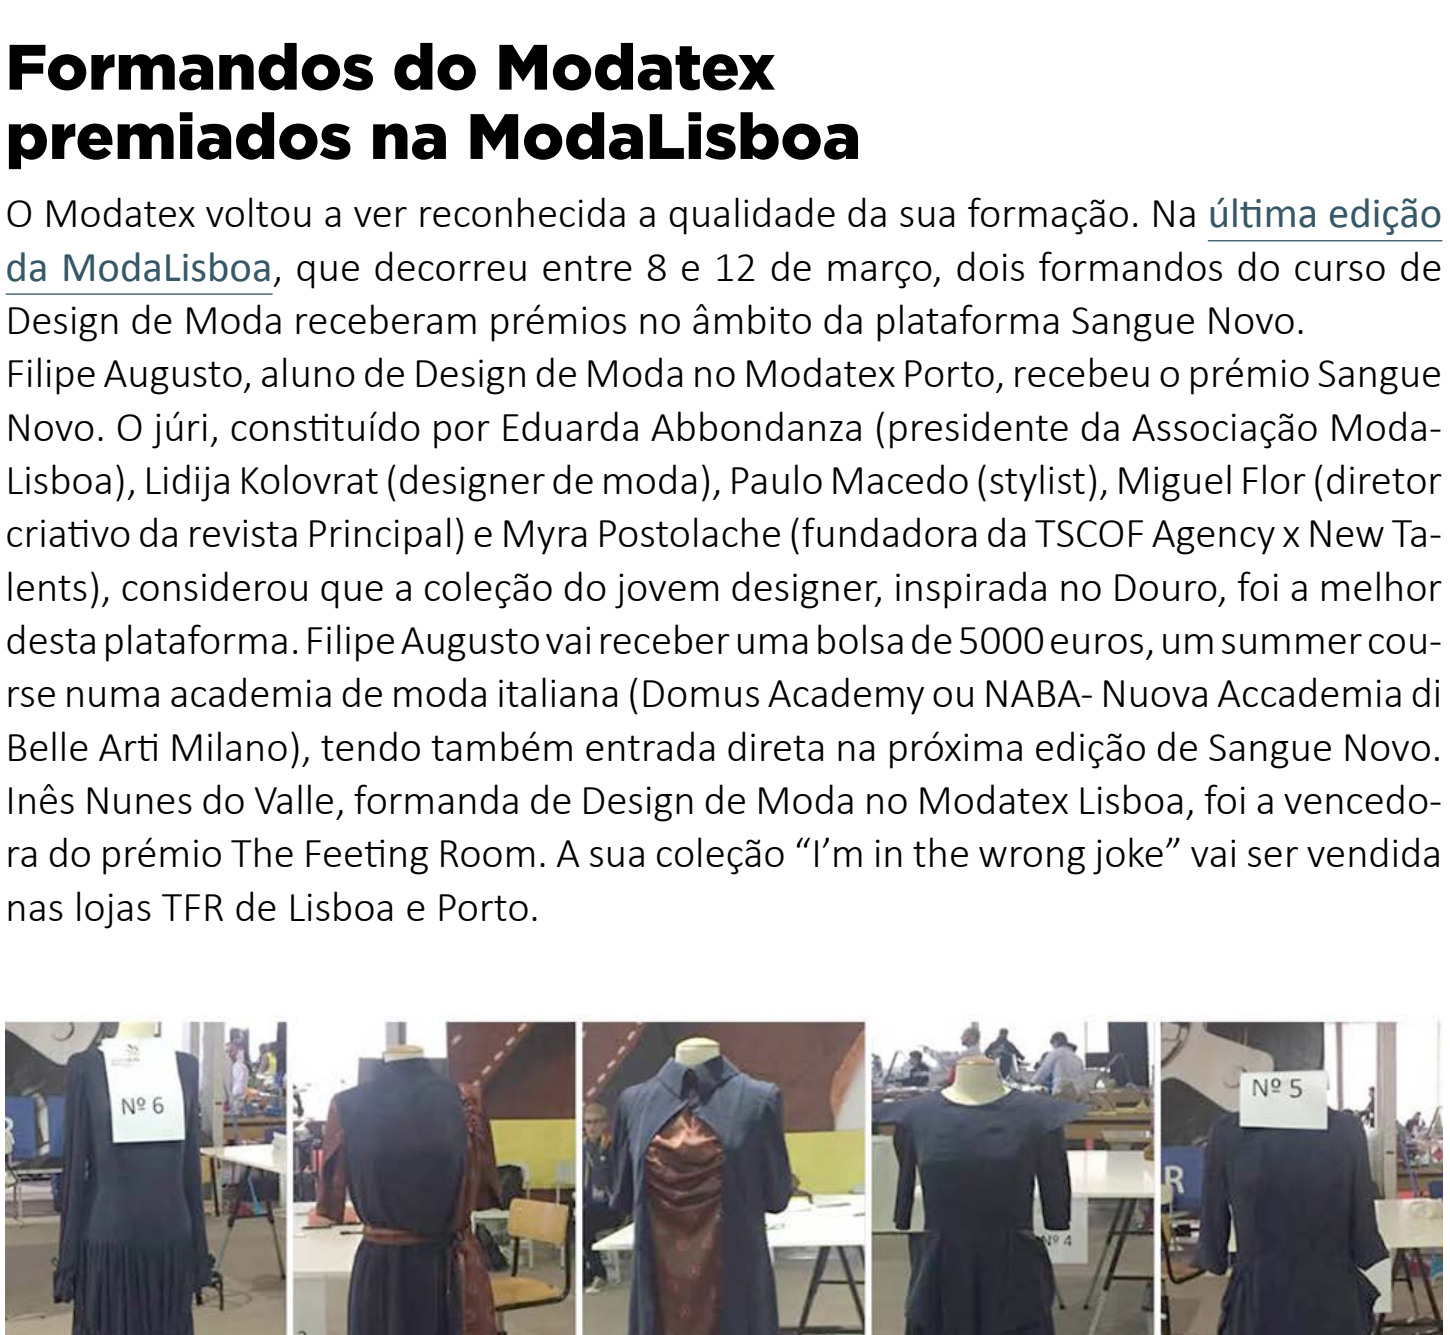 Formandos do Modatex
premiados na ModaLisboa
O Modatex voltou a ver reconhecida a qualidade da sua formação. Na última edição
da ModaLisboa, que decorreu entre 8 e 12 de março, dois formandos do curso de
Design de Moda receberam prémios no âmbito da plataforma Sangue Novo.
Filipe Augusto, aluno de Design de Moda no Modatex Porto, recebeu o prémio Sangue
Novo. O júri, constituído por Eduarda Abbondanza (presidente da Associação Moda-
Lisboa), Lidija Kolovrat (designer de moda), Paulo Macedo (stylist), Miguel Flor (diretor
criativo da revista Principal) e Myra Postolache (fundadora da TSCOF Agency x New Ta-
lents), considerou que a coleção do jovem designer, inspirada no Douro, foi a melhor
desta plataforma. Filipe Augusto vai receber uma bolsa de 5000 euros, um summer cou-
rse numa academia de moda italiana (Domus Academy ou NABA- Nuova Accademia di
Belle Arti Milano), tendo também entrada direta na próxima edição de Sangue Novo.
Inês Nunes do Valle, formanda de Design de Moda no Modatex Lisboa, foi a vencedo-
ra do prémio The Feeting Room. A sua coleção “I’m in the wrong joke” vai ser vendida
nas lojas TFR de Lisboa e Porto.
Nº 6
Nº 4
Nº 5
R